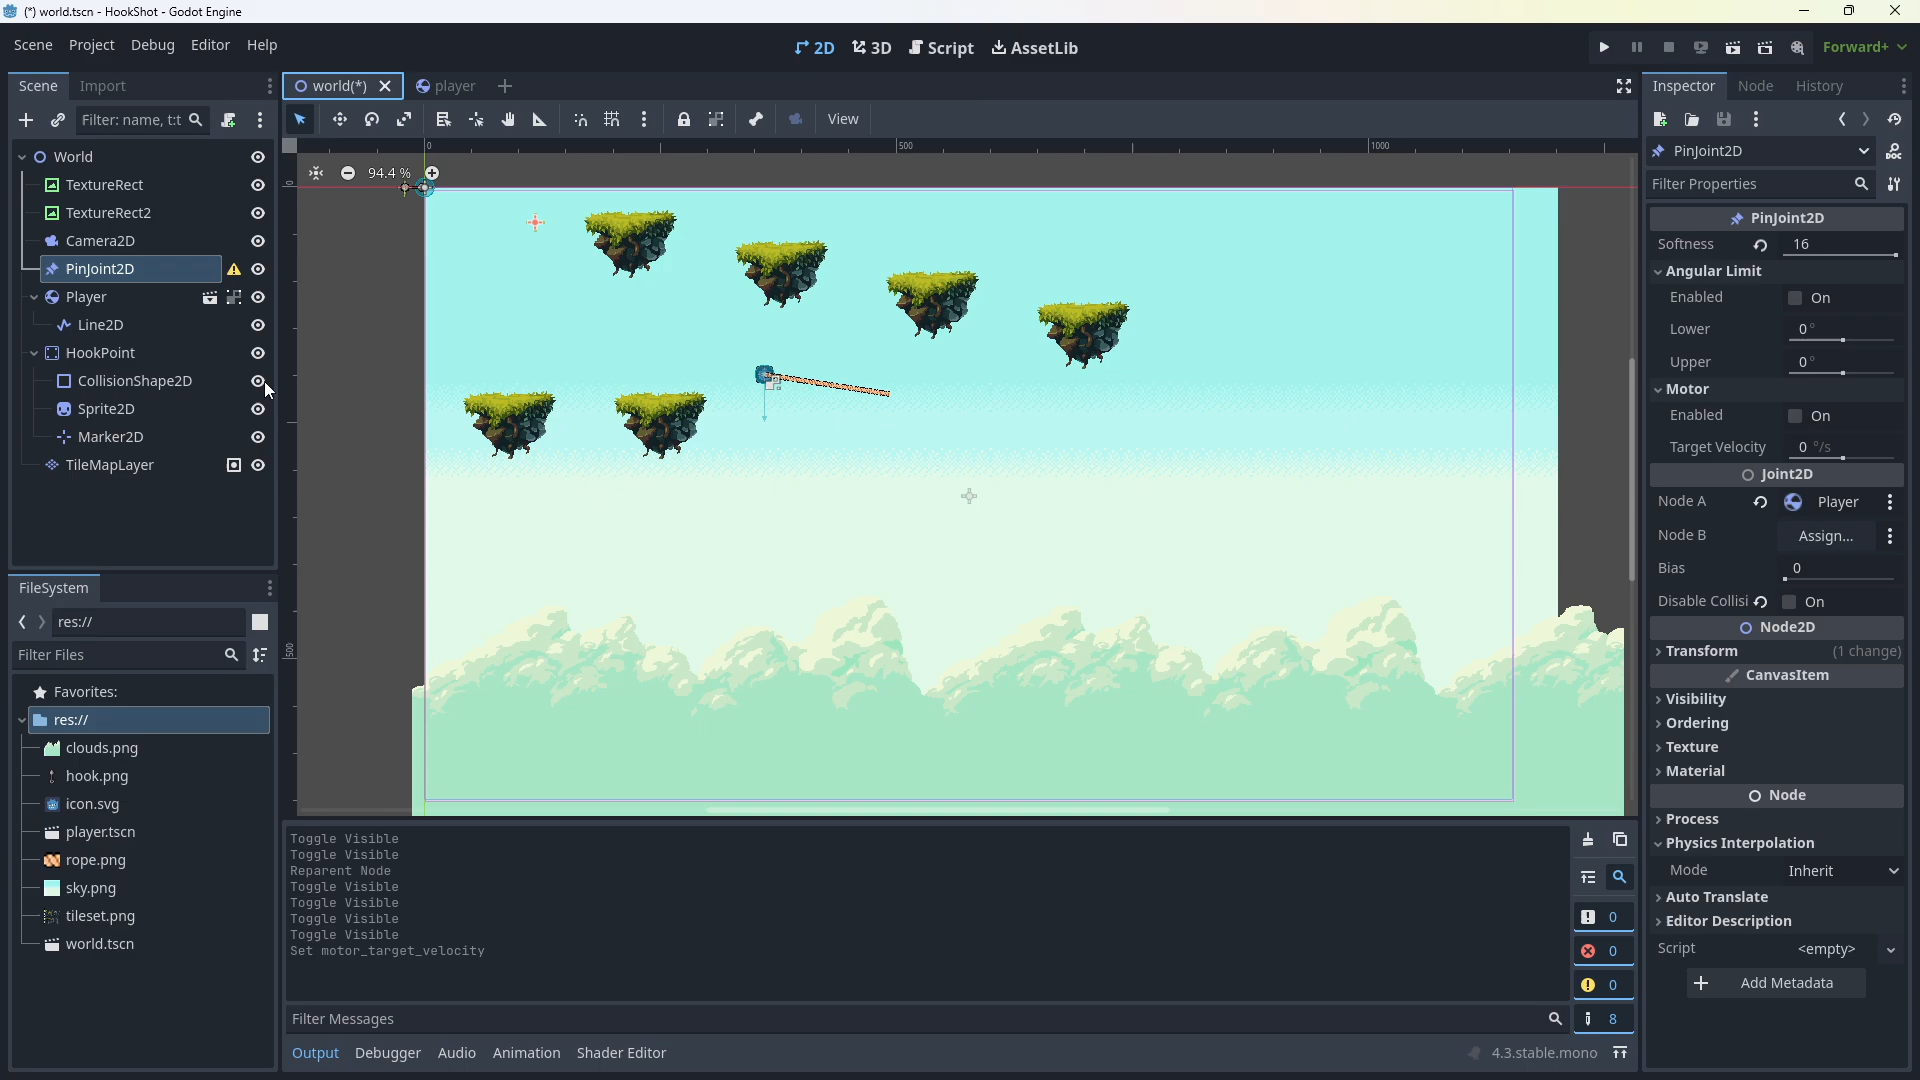 (*) world.tscn - HookShot - Godot Engine
Scene Project Debug Editor Help
2D 3D Script AssetLib
Forward+
Scene Import
world(*) player
Inspector Node History
Filter: name, t:t
View
PinJoint2D
DOC
Filter Properties
0 500 1000
94.4 %
0
500
World
TextureRect
TextureRect2
Camera2D
PinJoint2D
Player
Line2D
HookPoint
CollisionShape2D
Sprite2D
Marker2D
TileMapLayer
FileSystem
res://
Filter Files
Favorites:
res://
clouds.png
hook.png
icon.svg
player.tscn
rope.png
sky.png
tileset.png
world.tscn
Toggle Visible
Toggle Visible
Reparent Node
Toggle Visible
Toggle Visible
Toggle Visible
Toggle Visible
Set motor_target_velocity
0
0
0
8
Filter Messages
Output Debugger Audio Animation Shader Editor
4.3.stable.mono
PinJoint2D
Softness 16
Angular Limit
Enabled On
Lower 0 °
Upper 0 °
Motor
Enabled On
Target Velocity 0 °/s
Joint2D
Node A Player
Node B Assign...
Bias 0
Disable Collisi On
Node2D
Transform (1 change)
CanvasItem
Visibility
Ordering
Texture
Material
Node
Process
Physics Interpolation
Mode Inherit
Auto Translate
Editor Description
Script <empty>
Add Metadata